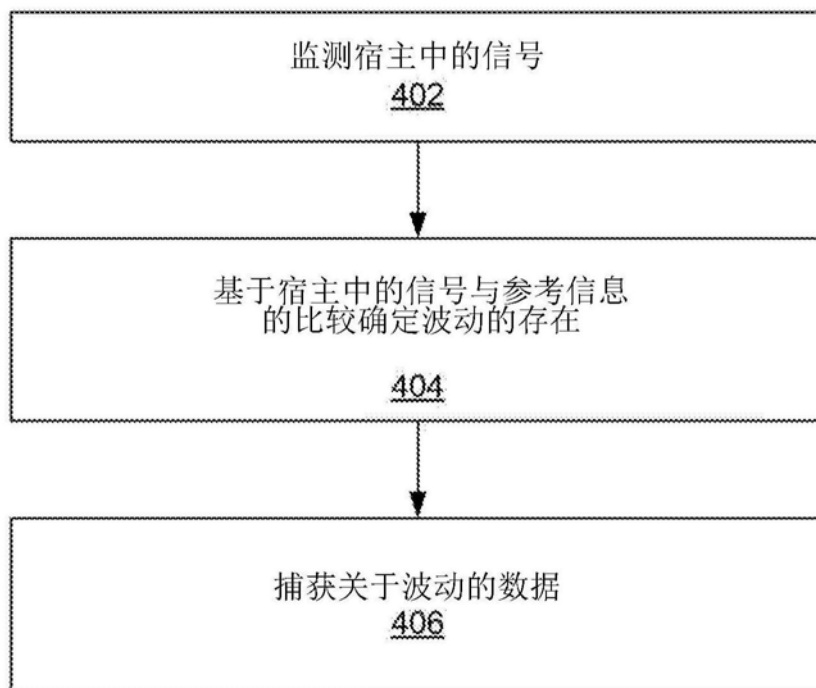 监测宿主中的信号
402
基于宿主中的信号与参考信息
的比较确定波动的存在
404
捕获关于波动的数据
406